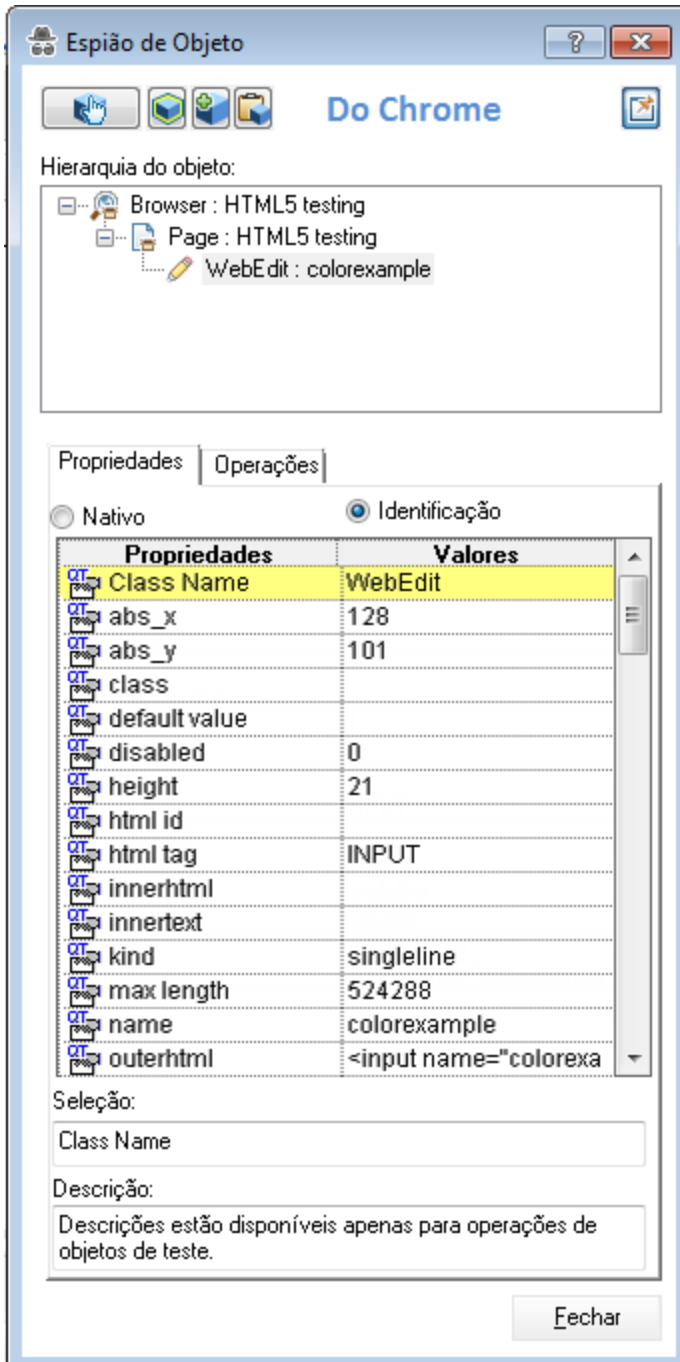 Espião de Objeto
Do Chrome
Hierarquia do objeto:
Browser : HTML5 testing
Page : HTML5 testing
WebEdit : colorexample
Propriedades Operações
Nativo Identificação
Propriedades Valores
Class Name WebEdit
abs_x 128
abs_y 101
class
default value
disabled 0
height 21
html id
html tag INPUT
innerhtml
innertext
kind singleline
max length 524288
name colorexample
outerhtml <input name="colorexa
Seleção:
Class Name
Descrição:
Descrições estão disponíveis apenas para operações de
objetos de teste.
Fechar